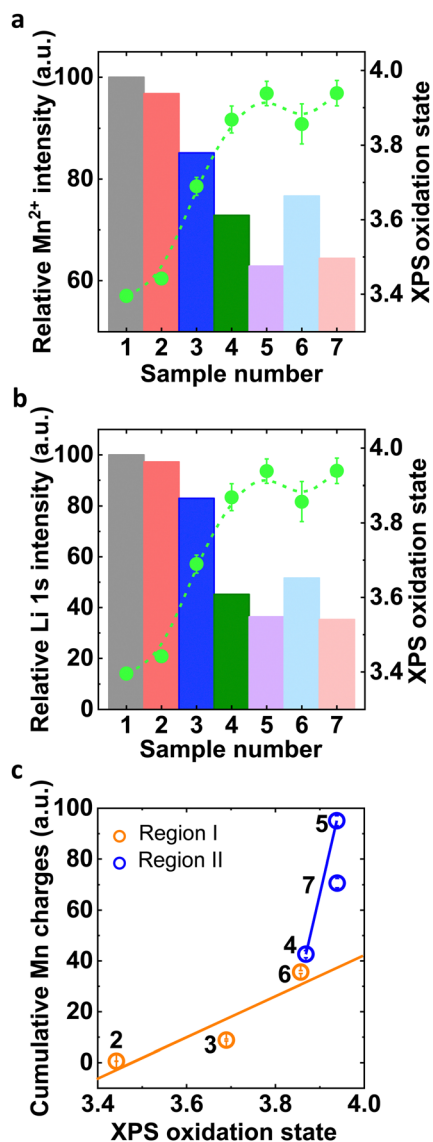 a
Relative Mn²⁺ intensity (a.u.)
100
80
60
4.0
3.8
3.6
3.4
XPS oxidation state
1 2 3 4 5 6 7
Sample number
b
Relative Li 1s intensity (a.u.)
100
80
60
40
20
0
4.0
3.8
3.6
3.4
XPS oxidation state
1 2 3 4 5 6 7
Sample number
c
Cumulative Mn charges (a.u.)
100
80
60
40
20
0
Region I
Region II
5
7
4
6
2
3
3.4 3.6 3.8 4.0
XPS oxidation state